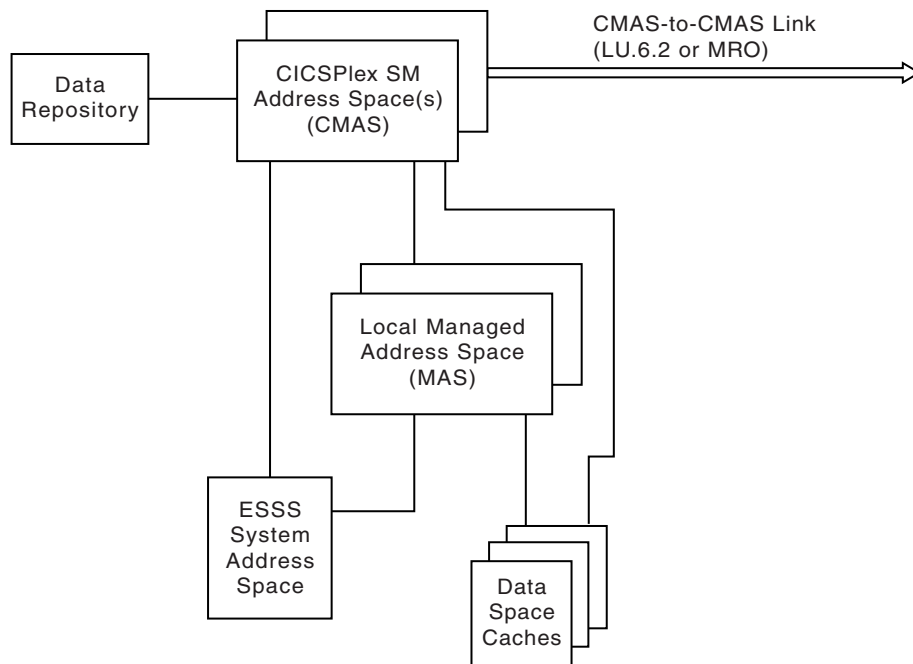 CMAS-to-CMAS Link
(LU.6.2 or MRO)
Data
Repository
CICSPlex SM
Address Space(s)
(CMAS)
Local Managed
Address Space
(MAS)
ESSS
System
Address
Space
Data
Space
Caches